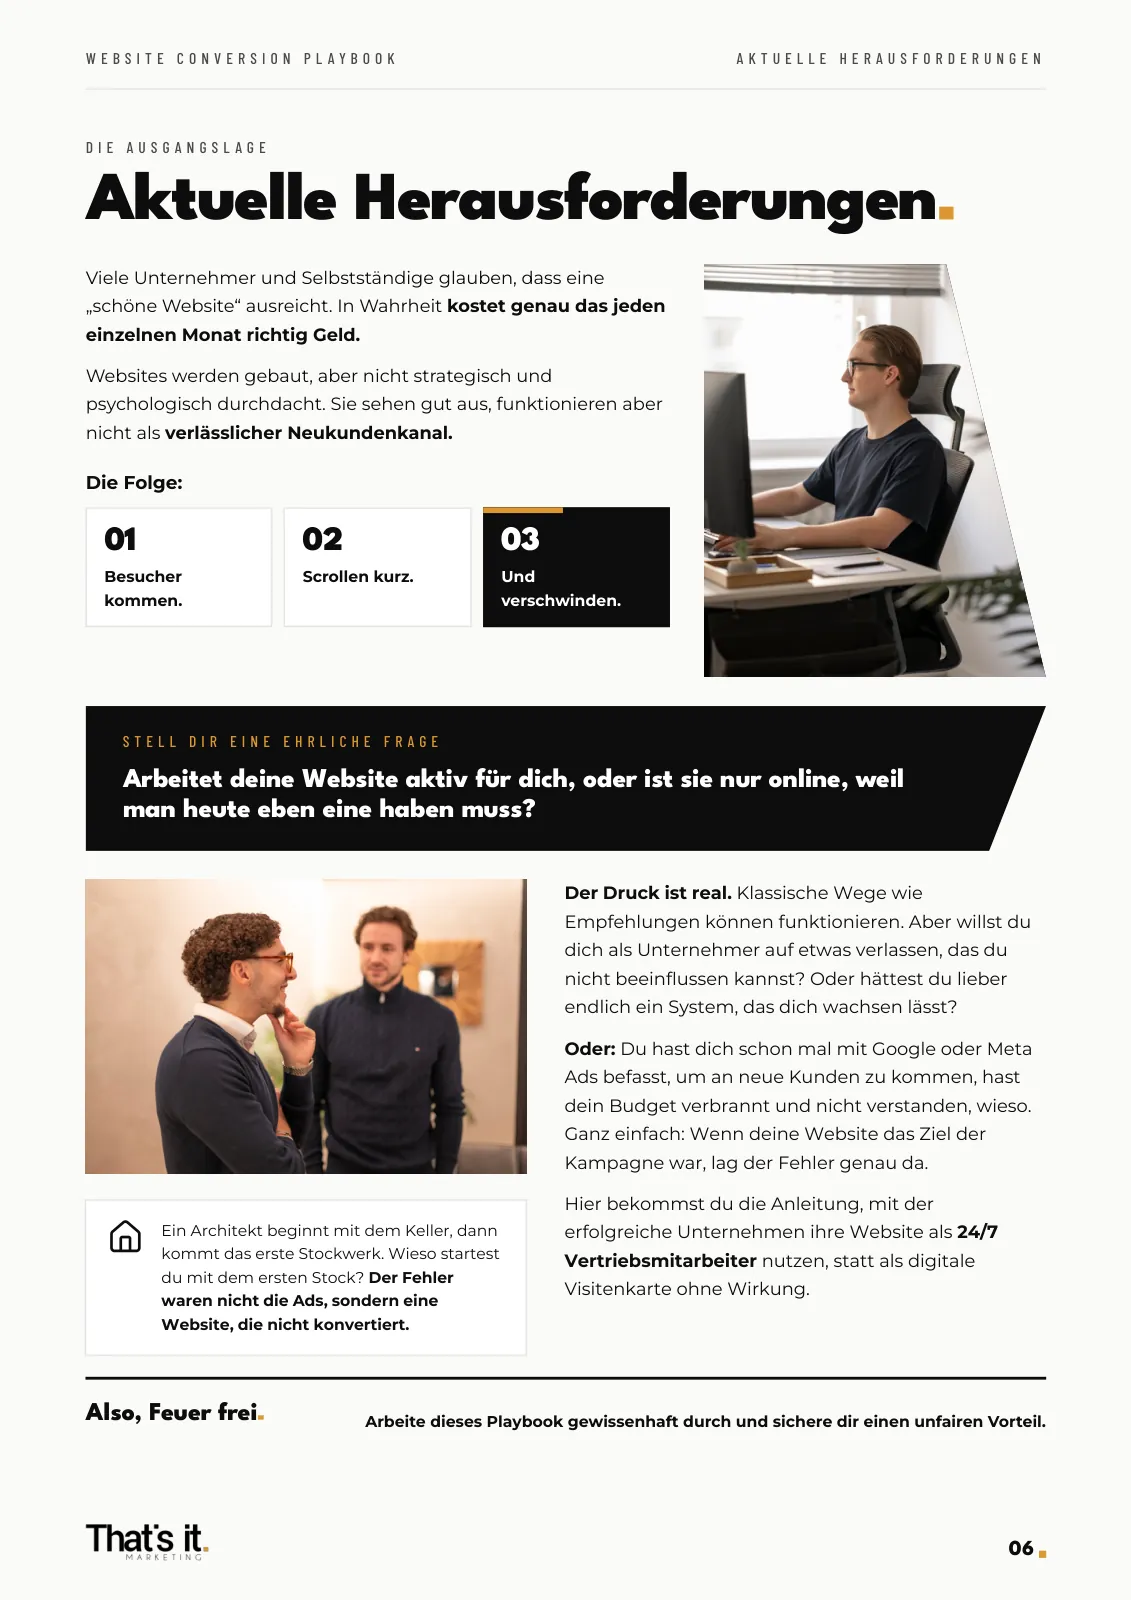 WEBSITE CONVERSION PLAYBOOK
AKTUELLE HERAUSFORDERUNGEN
DIE AUSGANGSLAGE
Aktuelle Herausforderungen.
Viele Unternehmer und Selbstständige glauben, dass eine
„schöne Website“ ausreicht. In Wahrheit kostet genau das jeden
einzelnen Monat richtig Geld.
Websites werden gebaut, aber nicht strategisch und
psychologisch durchdacht. Sie sehen gut aus, funktionieren aber
nicht als verlässlicher Neukundenkanal.
Die Folge:
01
Besucher
kommen.
02
Scrollen kurz.
03
Und
verschwinden.
STELL DIR EINE EHRLICHE FRAGE
Arbeitet deine Website aktiv für dich, oder ist sie nur online, weil
man heute eben eine haben muss?
Der Druck ist real. Klassische Wege wie
Empfehlungen können funktionieren. Aber willst du
dich als Unternehmer auf etwas verlassen, das du
nicht beeinflussen kannst? Oder hättest du lieber
endlich ein System, das dich wachsen lässt?
Oder: Du hast dich schon mal mit Google oder Meta
Ads befasst, um an neue Kunden zu kommen, hast
dein Budget verbrannt und nicht verstanden, wieso.
Ganz einfach: Wenn deine Website das Ziel der
Kampagne war, lag der Fehler genau da.
Hier bekommst du die Anleitung, mit der
erfolgreiche Unternehmen ihre Website als 24/7
Vertriebsmitarbeiter nutzen, statt als digitale
Visitenkarte ohne Wirkung.
Ein Architekt beginnt mit dem Keller, dann
kommt das erste Stockwerk. Wieso startest
du mit dem ersten Stock? Der Fehler
waren nicht die Ads, sondern eine
Website, die nicht konvertiert.
Also, Feuer frei.
Arbeite dieses Playbook gewissenhaft durch und sichere dir einen unfairen Vorteil.
That's it.
MARKETING
06